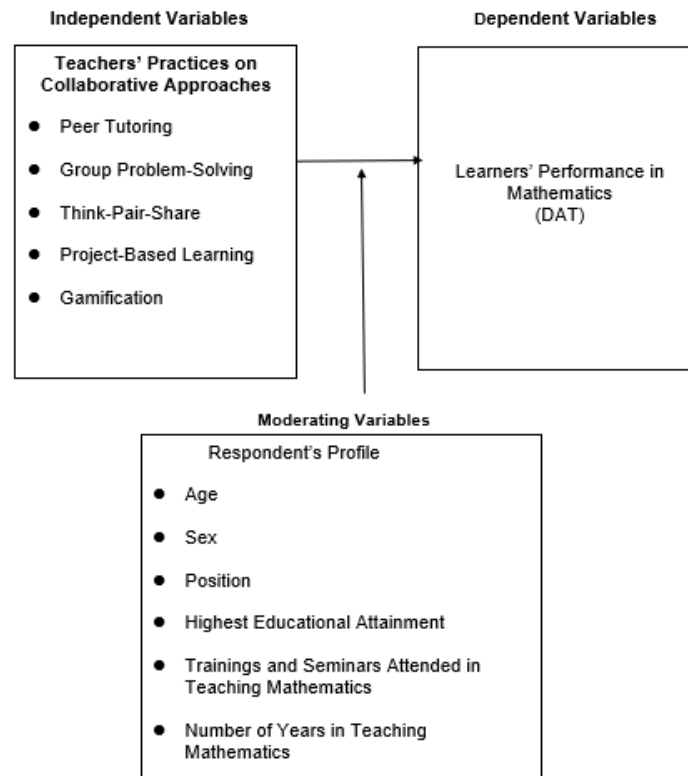 Independent Variables
Teachers' Practices on
Collaborative Approaches
● Peer Tutoring
● Group Problem-Solving
● Think-Pair-Share
● Project-Based Learning
● Gamification
Dependent Variables
Learners' Performance in
Mathematics
(DAT)
Moderating Variables
Respondent's Profile
● Age
● Sex
● Position
● Highest Educational Attainment
● Trainings and Seminars Attended in
Teaching Mathematics
● Number of Years in Teaching
Mathematics